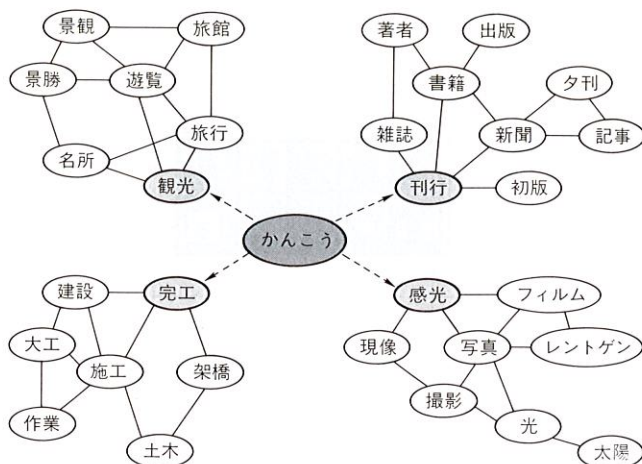 景観
旅館
景勝
遊覧
旅行
名所
観光
著者
出版
書籍
夕刊
雑誌
新聞
記事
刊行
初版
かんこう
建設
完工
大工
施工
架橋
作業
土木
感光
フィルム
現像
写真
レントゲン
撮影
光
太陽